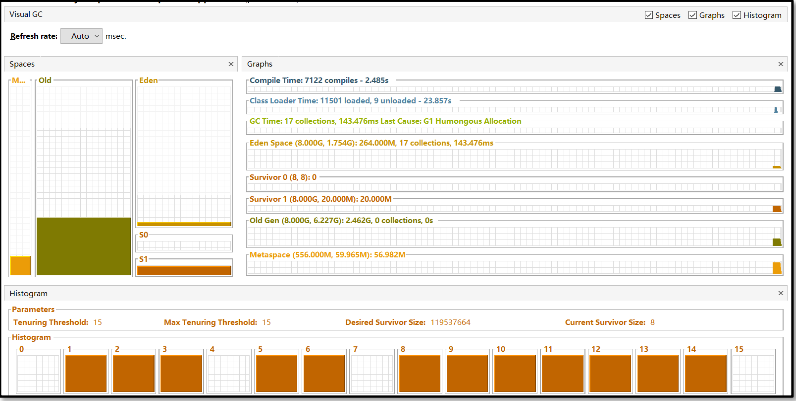 Visual GC
Spaces Graphs Histogram
Refresh rate: Auto msec.
Spaces
M...
Old
Eden
S0
S1
Graphs
Compile Time: 7122 compiles - 2.485s
Class Loader Time: 11501 loaded, 9 unloaded - 23.857s
GC Time: 17 collections, 143.476ms Last Cause: G1 Humongous Allocation
Eden Space (8.000G, 1.754G): 264.000M, 17 collections, 143.476ms
Survivor 0 (8, 8): 0
Survivor 1 (8.000G, 20.000M): 20.000M
Old Gen (8.000G, 6.227G): 2.462G, 0 collections, 0s
Metaspace (556.000M, 59.965M): 56.982M
Histogram
Parameters
Tenuring Threshold: 15 Max Tenuring Threshold: 15 Desired Survivor Size: 119537664 Current Survivor Size: 8
Histogram
0 1 2 3 4 5 6 7 8 9 10 11 12 13 14 15